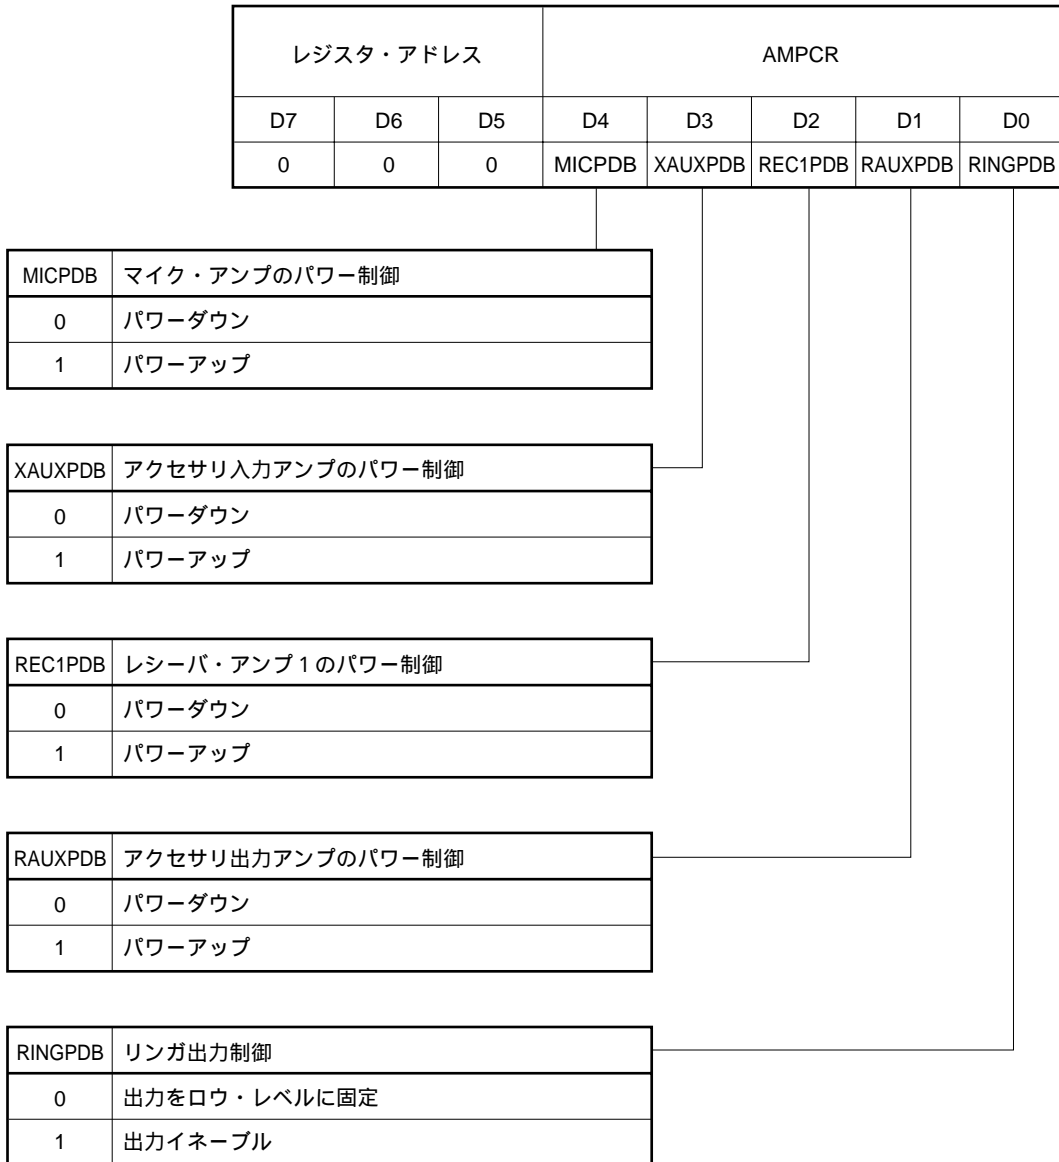 レジスタ・アドレス AMPCR
D7 D6 D5 D4 D3 D2 D1 D0
0 0 0 MICPDB XAUXPDB REC1PDB RAUXPDB RINGPDB
MICPDB マイク・アンプのパワー制御
0 パワーダウン
1 パワーアップ
XAUXPDB アクセサリ入力アンプのパワー制御
0 パワーダウン
1 パワーアップ
REC1PDB レシーバ・アンプ1のパワー制御
0 パワーダウン
1 パワーアップ
RAUXPDB アクセサリ出力アンプのパワー制御
0 パワーダウン
1 パワーアップ
RINGPDB リンガ出力制御
0 出力をロウ・レベルに固定
1 出力イネーブル